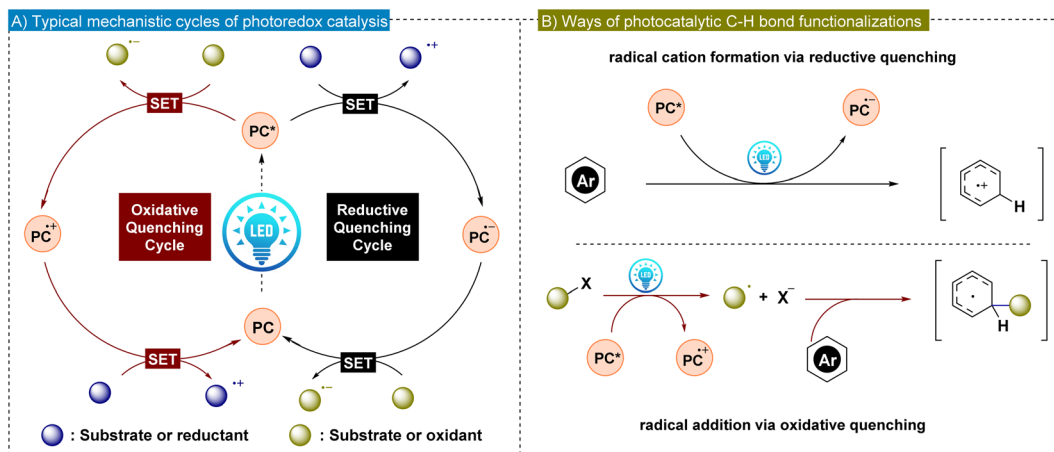 A) Typical mechanistic cycles of photoredox catalysis
•−
•+
SET
SET
PC*
Oxidative
Quenching
Cycle
LED
Reductive
Quenching
Cycle
PC•+
PC•−
PC
SET
SET
•+
•−
: Substrate or reductant
: Substrate or oxidant
B) Ways of photocatalytic C-H bond functionalizations
radical cation formation via reductive quenching
PC*
PC•−
LED
Ar
•+
H
X
LED
•
+ X−
•
H
PC*
PC•+
Ar
radical addition via oxidative quenching